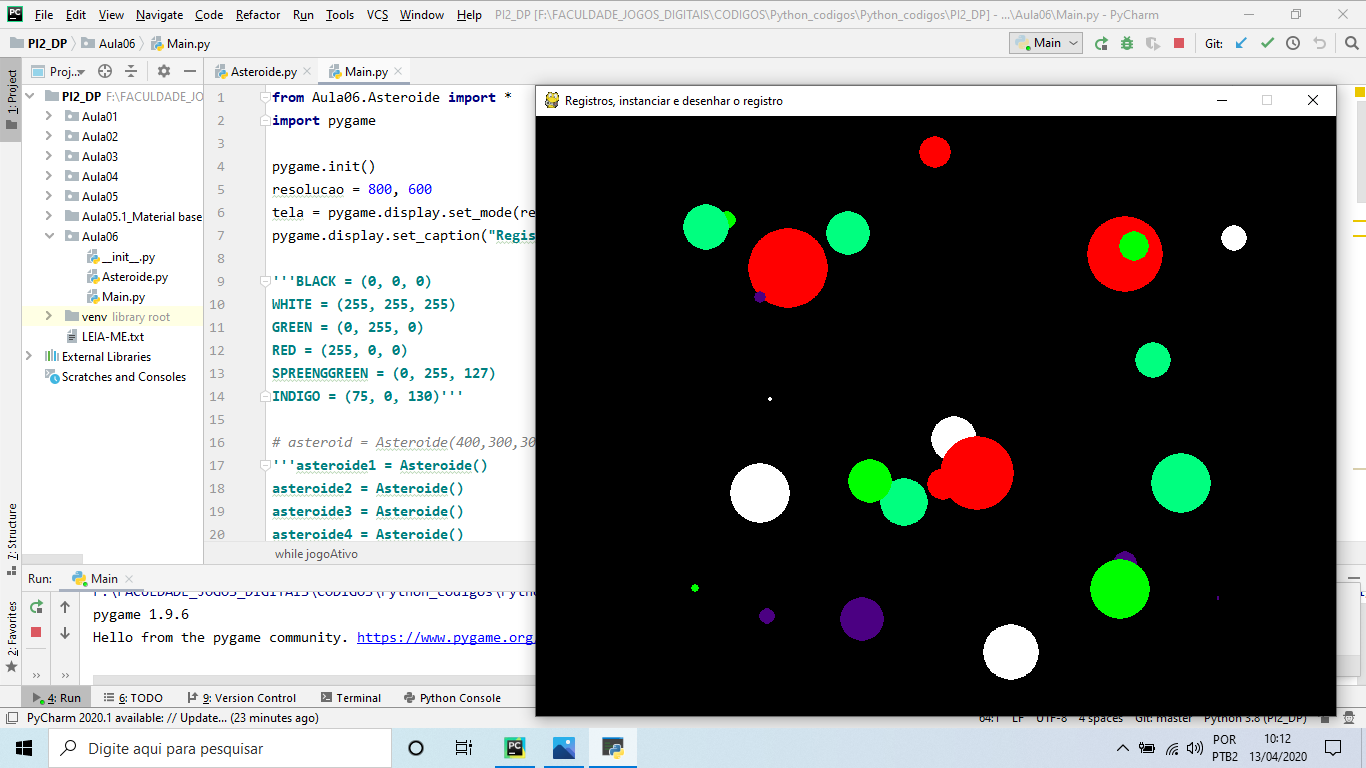 File Edit View Navigate Code Refactor Run Tools VCS Window Help PI2_DP [F:\FACULDADE_JOGOS_DIGITAIS\CODIGOS\Python_codigos\Python_codigos\PI2_DP] - ...\Aula06\Main.py - PyCharm
PI2_DP Aula06 Main.py Main Git:
1: Project
Proj... Asteroide.py Main.py
PI2_DP F:\FACULDADE_JO
Aula01
Aula02
Aula03
Aula04
Aula05
Aula05.1_Material base
Aula06
__init__.py
Asteroide.py
Main.py
venv library root
LEIA-ME.txt
External Libraries
Scratches and Consoles
1 from Aula06.Asteroide import *
2 import pygame
3
4 pygame.init()
5 resolucao = 800, 600
6 tela = pygame.display.set_mode(re
7 pygame.display.set_caption("Regis
8
9 '''BLACK = (0, 0, 0)
10 WHITE = (255, 255, 255)
11 GREEN = (0, 255, 0)
12 RED = (255, 0, 0)
13 SPREENGGREEN = (0, 255, 127)
14 INDIGO = (75, 0, 130)'''
15
16 # asteroid = Asteroide(400,300,30
17 '''asteroide1 = Asteroide()
18 asteroide2 = Asteroide()
19 asteroide3 = Asteroide()
20 asteroide4 = Asteroide()
while jogoAtivo
Registros, instanciar e desenhar o registro
7: Structure
2: Favorites
Run: Main
F:\FACULDADE_JOGOS_DIGITAIS\CODIGOS\Python_codigos\Pytho
pygame 1.9.6
Hello from the pygame community. https://www.pygame.org
4: Run 6: TODO 9: Version Control Terminal Python Console
PyCharm 2020.1 available: // Update... (23 minutes ago) 64:1 LF UTF-8 4 spaces Git: master Python 3.8 (PI2_DP)
Digite aqui para pesquisar
POR
PTB2
10:12
13/04/2020